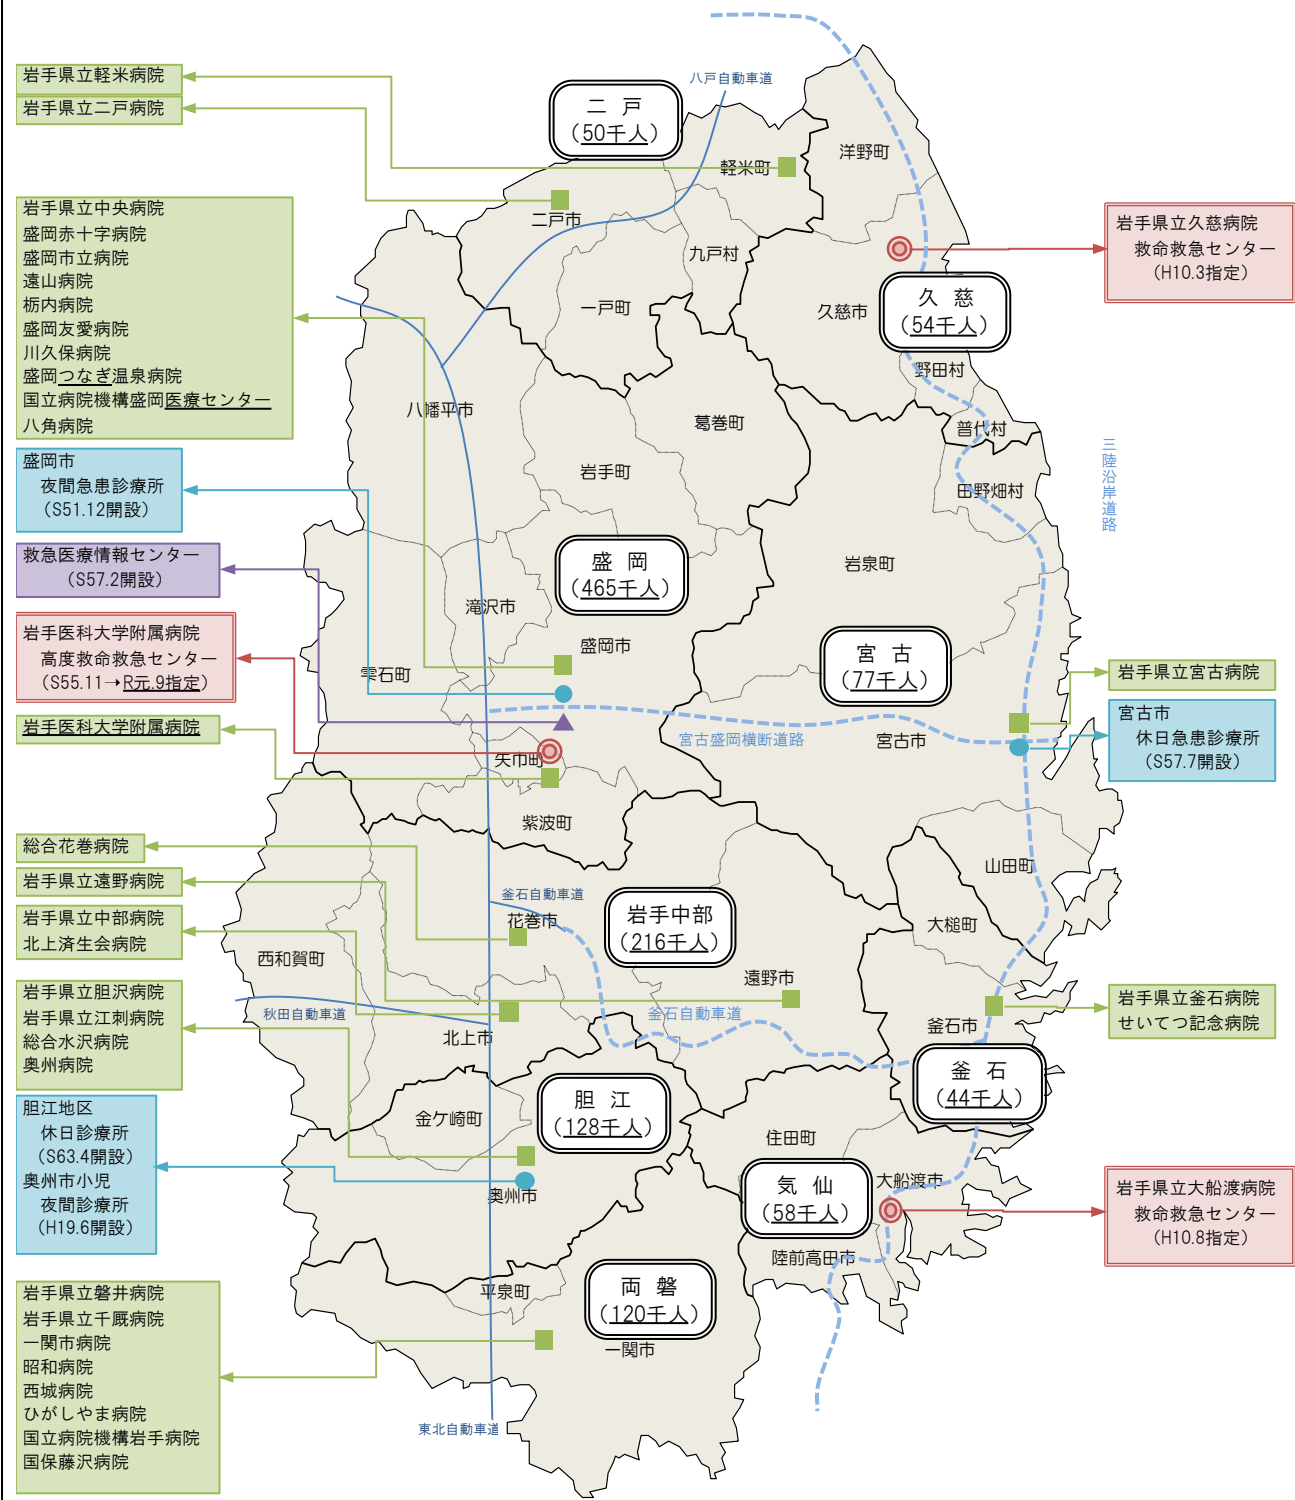 岩手県立軽米病院
岩手県立二戸病院
岩手県立中央病院
盛岡赤十字病院
盛岡市立病院
遠山病院
栃内病院
盛岡友愛病院
川久保病院
盛岡つなぎ温泉病院
国立病院機構盛岡医療センター
八角病院
盛岡市
夜間急患診療所
(S51.12開設)
救急医療情報センター
(S57.2開設)
岩手医科大学附属病院
高度救命救急センター
(S55.11→R元.9指定)
岩手医科大学附属病院
総合花巻病院
岩手県立遠野病院
岩手県立中部病院
北上済生会病院
岩手県立胆沢病院
岩手県立江刺病院
総合水沢病院
奥州病院
胆江地区
休日診療所
(S63.4開設)
奥州市小児
夜間診療所
(H19.6開設)
岩手県立磐井病院
岩手県立千厩病院
一関市病院
昭和病院
西城病院
ひがしやま病院
国立病院機構岩手病院
国保藤沢病院
八戸自動車道
二 戸
(50千人)
軽米町
洋野町
二戸市
九戸村
一戸町
久慈市
久 慈
(54千人)
野田村
普代村
八幡平市
葛巻町
岩手町
田野畑村
三陸沿岸道路
盛 岡
(465千人)
岩泉町
滝沢市
盛岡市
雫石町
宮 古
(77千人)
宮古盛岡横断道路
宮古市
矢巾町
紫波町
山田町
釜石自動車道
花巻市
岩手中部
(216千人)
大槌町
西和賀町
遠野市
秋田自動車道
釜石自動車道
北上市
釜石市
釜 石
(44千人)
胆 江
(128千人)
金ケ崎町
住田町
気 仙
(58千人)
大船渡市
奥州市
陸前高田市
平泉町
両 磐
(120千人)
一関市
東北自動車道
岩手県立久慈病院
救命救急センター
(H10.3指定)
岩手県立宮古病院
宮古市
休日急患診療所
(S57.7開設)
岩手県立釜石病院
せいてつ記念病院
岩手県立大船渡病院
救命救急センター
(H10.8指定)